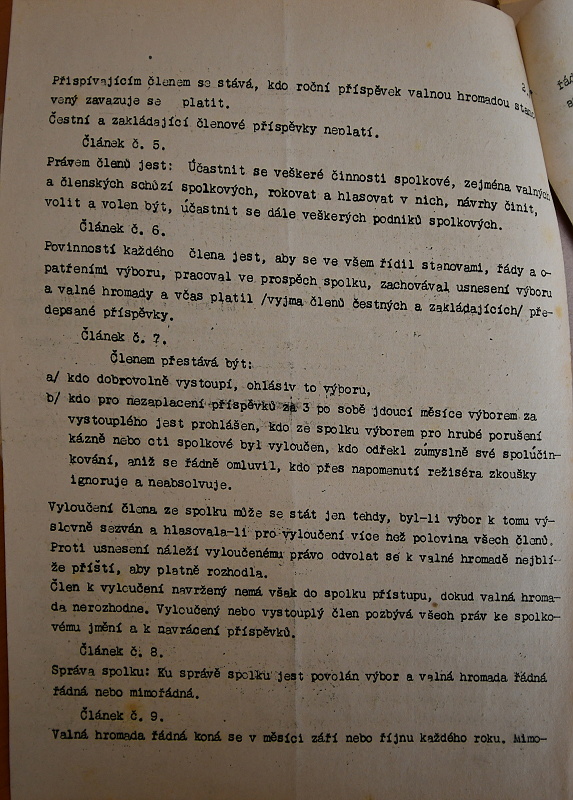 2.
Přispívajícím členem se stává, kdo roční příspěvek valnou hromadou stano-
vený zavazuje se platit.
Čestní a zakládající členové příspěvky neplatí.
Článek č. 5.
Právem členů jest: Účastnit se veškeré činnosti spolkové, zejména valných
a členských schůzí spolkových, rokovat a hlasovat v nich, návrhy činit,
volit a volen být, účastnit se dále veškerých podniků spolkových.
Článek č. 6.
Povinností každého člena jest, aby se ve všem řídil stanovami, řády a o-
patřeními výboru, pracoval ve prospěch spolku, zachovával usnesení výboru
a valné hromady a včas platil /vyjma členů čestných a zakládajících/ pře-
depsané příspěvky.
Článek č. 7.
Členem přestává být:
a/ kdo dobrovolně vystoupí, ohlásiv to výboru,
b/ kdo pro nezaplacení příspěvků za 3 po sobě jdoucí měsíce výborem za
vystouplého jest prohlášen, kdo ze spolku výborem pro hrubé porušení
kázně nebo cti spolkové byl vyloučen, kdo odřekl zúmyslně své spolúčin-
kování, aniž se řádně omluvil, kdo přes napomenutí režiséra zkoušky
ignoruje a neabsolvuje.
Vyloučení člena ze spolku může se stát jen tehdy, byl-li výbor k tomu vý-
slovně sezván a hlasovala-li pro vyloučení více než polovina všech členů.
Proti usnesení náleží vyloučenému právo odvolat se k valné hromadě nejblí-
že příští, aby platně rozhodla.
Člen k vyloučení navržený nemá však do spolku přístupu, dokud valná hroma-
da nerozhodne. Vyloučený nebo vystouplý člen pozbývá všech práv ke spolko-
vému jmění a k navrácení příspěvků.
Článek č. 8.
Správa spolku: Ku správě spolku jest povolán výbor a valná hromada řádná
řádná nebo mimořádná.
Článek č. 9.
Valná hromada řádná koná se v měsíci září nebo říjnu každého roku. Mimo-